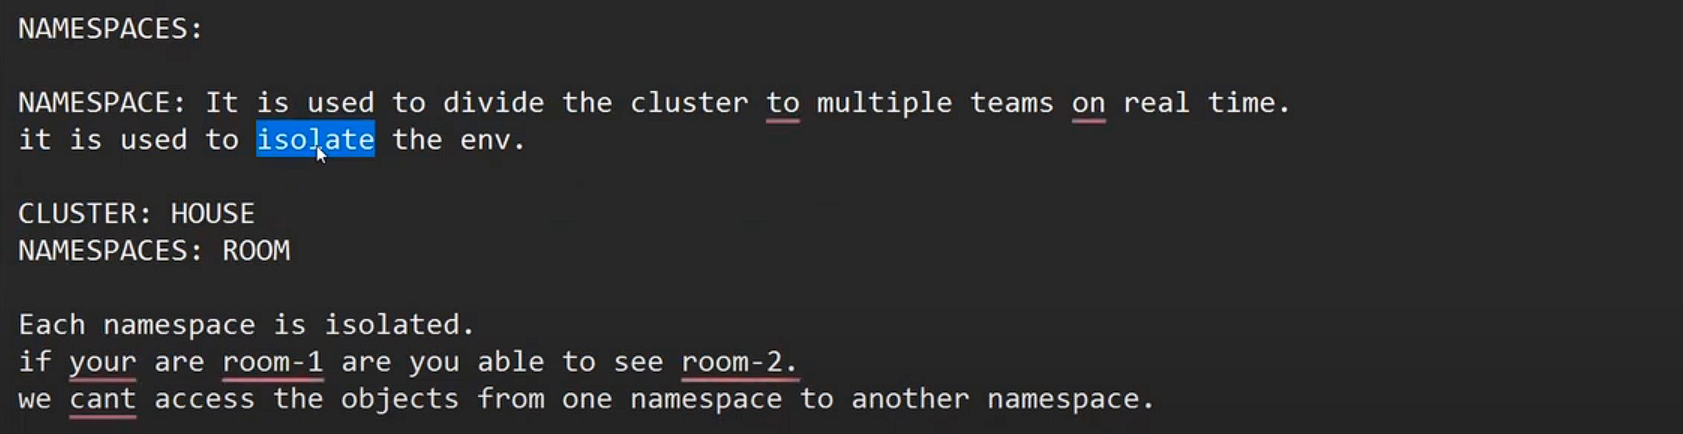 NAMESPACES:
NAMESPACE: It is used to divide the cluster to multiple teams on real time.
it is used to isolate the env.
CLUSTER: HOUSE
NAMESPACES: ROOM
Each namespace is isolated.
if your are room-1 are you able to see room-2.
we cant access the objects from one namespace to another namespace.